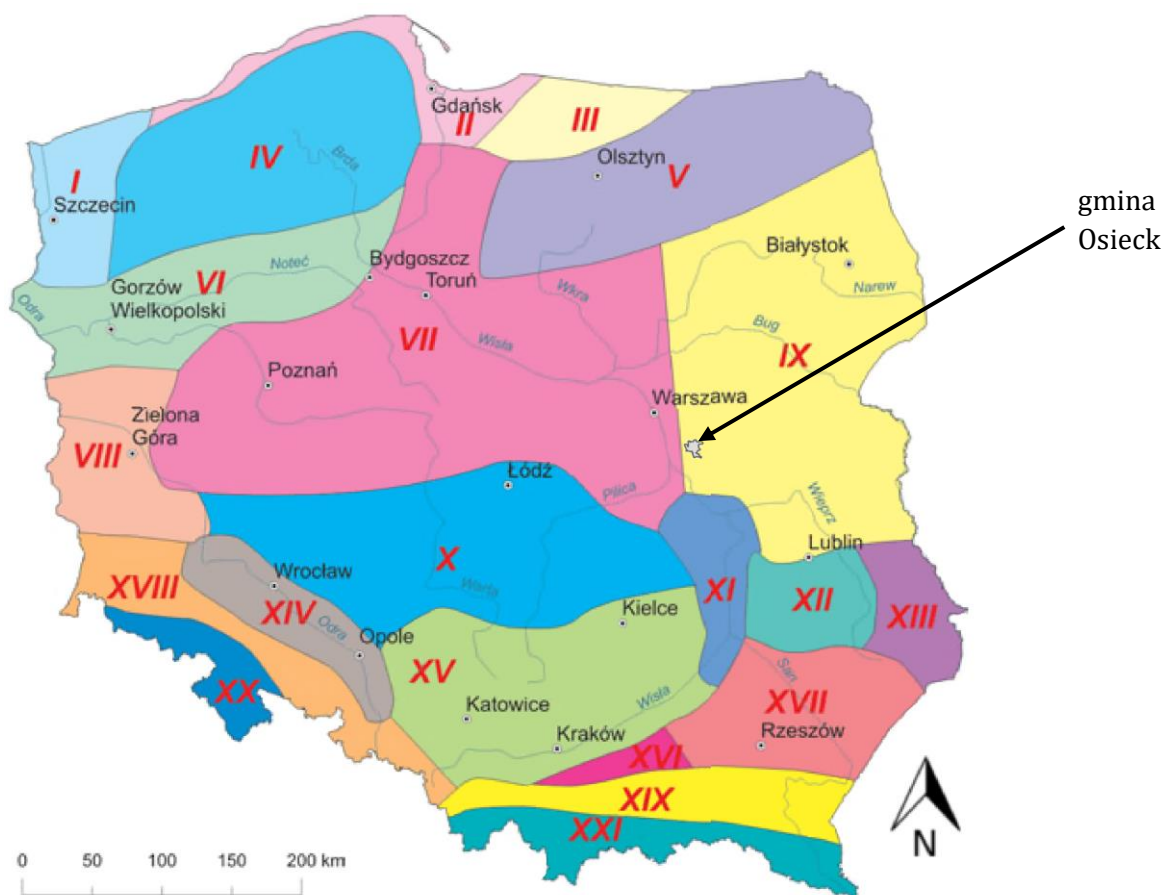 Gdańsk
II
III
IV
Brda
Olsztyn
V
I
Szczecin
gmina
Osieck
Białystok
Bydgoszcz
Noteć
VI
Toruń
Wkra
Narew
Odra
Gorzów
Wielkopolski
Bug
VII
Wisła
IX
Poznań
Warszawa
Zielona
Góra
VIII
Łódź
Pilica
Wieprz
Lublin
X
Wrocław
XVIII
Warta
XI
XII
XIII
XIV
Kielce
Odra
Opole
XV
San
XX
XVII
Katowice
Wisła
Rzeszów
Kraków
XVI
XIX
XXI
N
0 50 100 150 200 km